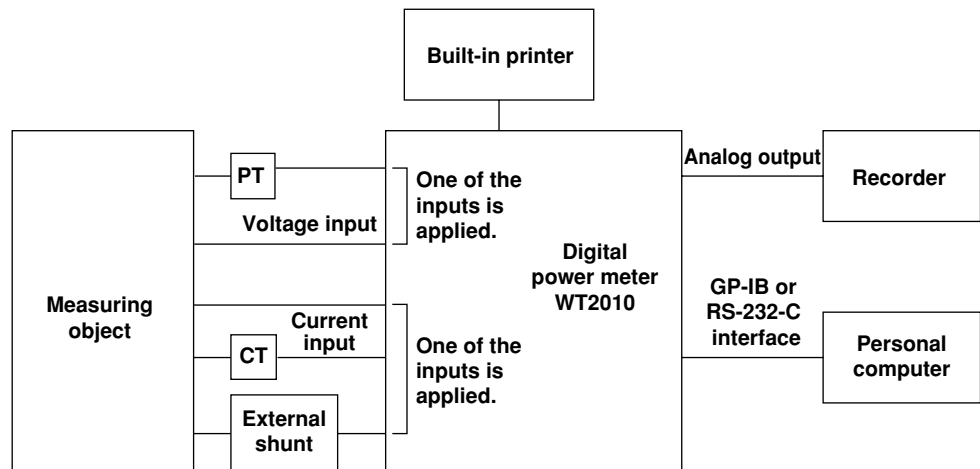 Built-in printer
Measuring
object
PT
Voltage input
One of the
inputs is
applied.
Current
input
CT
External
shunt
One of the
inputs is
applied.
Digital
power meter
WT2010
Analog output
Recorder
GP-IB or
RS-232-C
interface
Personal
computer